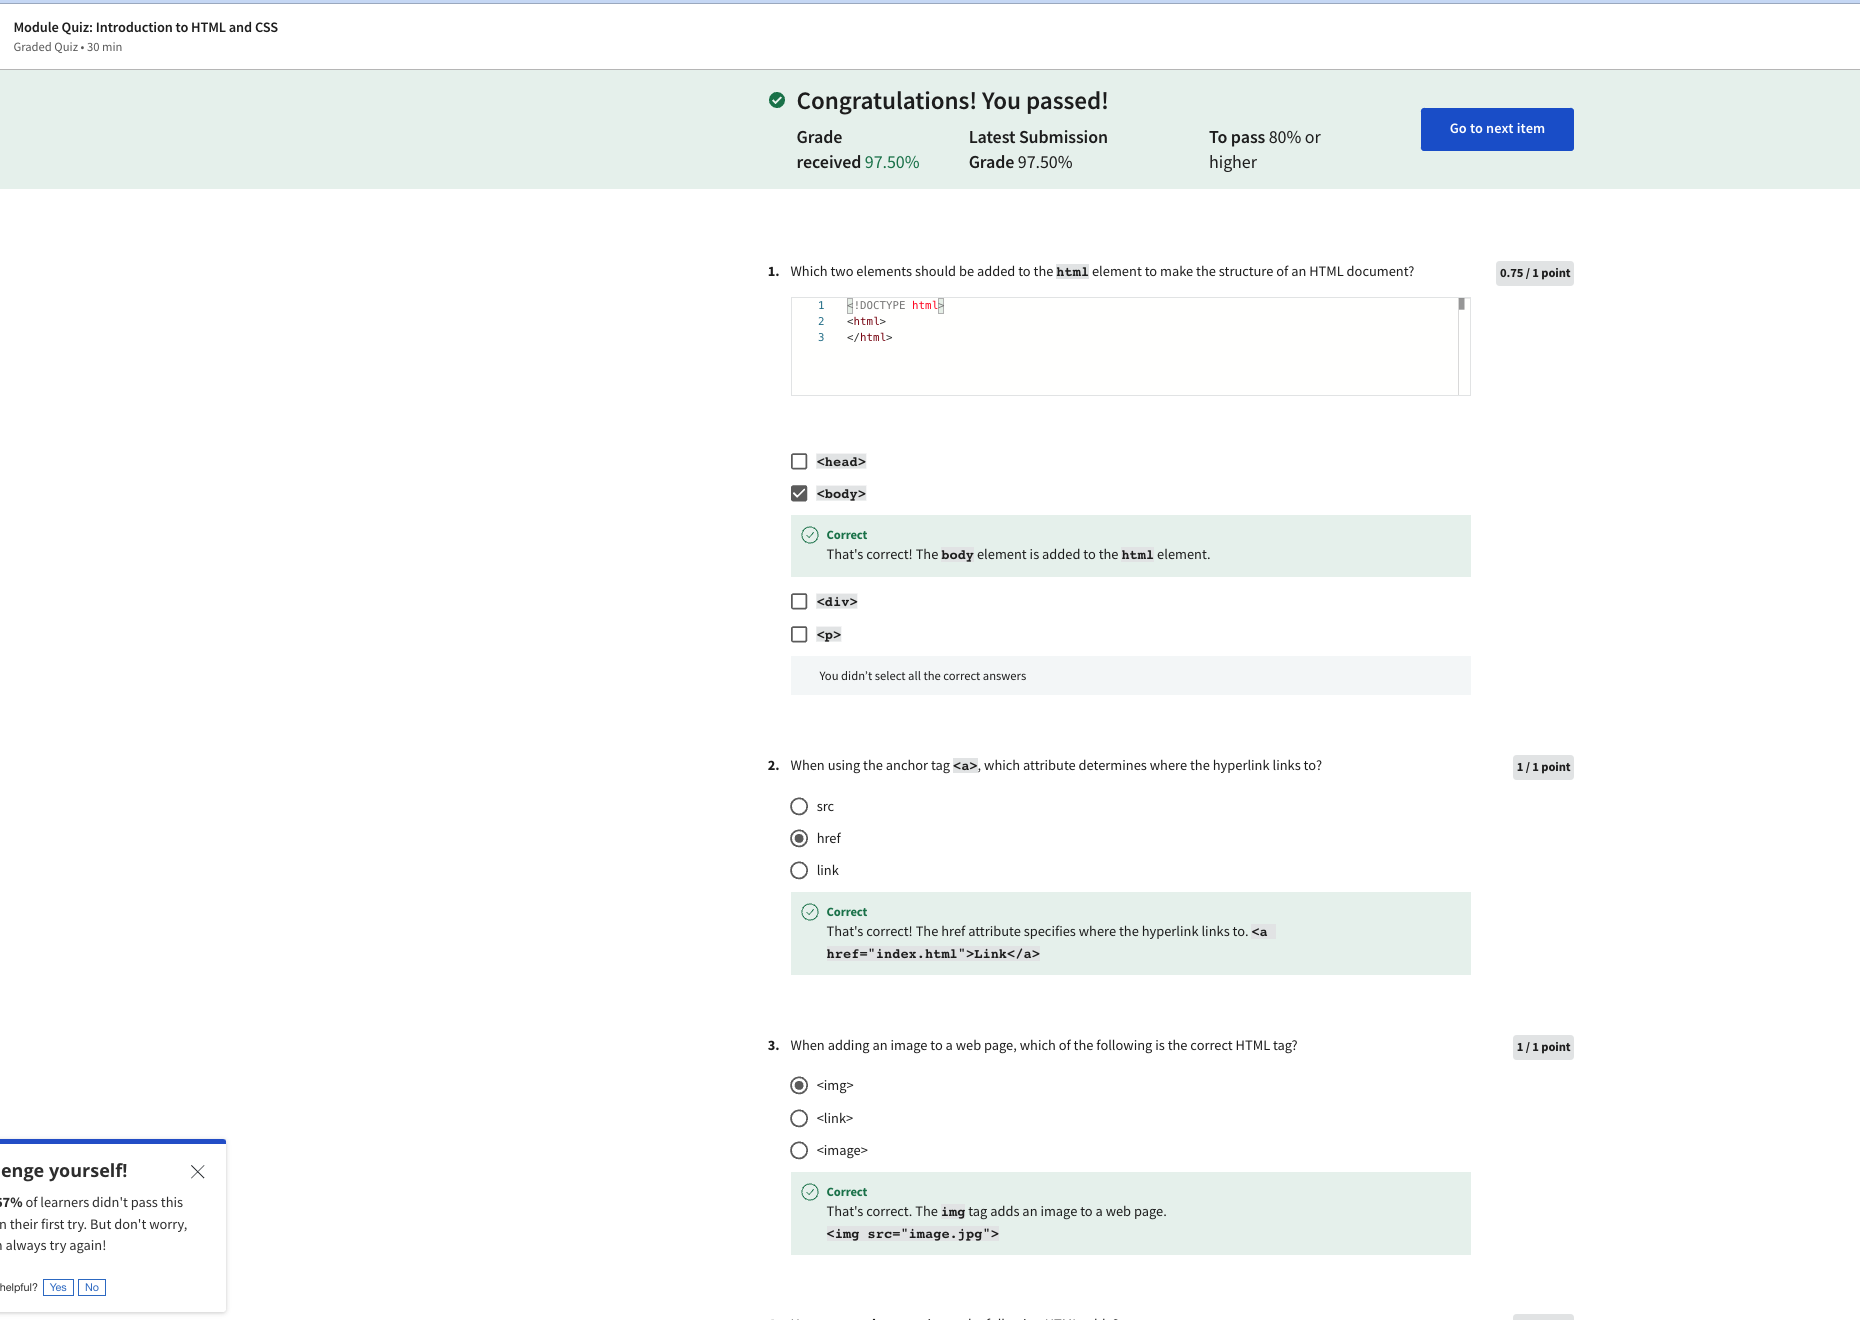 Module Quiz: Introduction to HTML and CSS
Graded Quiz • 30 min
Congratulations! You passed!
Grade received 97.50%
Latest Submission Grade 97.50%
To pass 80% or higher
Go to next item
1. Which two elements should be added to the html element to make the structure of an HTML document?
0.75 / 1 point
1 <!DOCTYPE html>
2 <html>
3 </html>
<head>
<body>
Correct
That's correct! The body element is added to the html element.
<div>
<p>
You didn't select all the correct answers
2. When using the anchor tag <a>, which attribute determines where the hyperlink links to?
1 / 1 point
src
href
link
Correct
That's correct! The href attribute specifies where the hyperlink links to. <a
href="index.html">Link</a>
3. When adding an image to a web page, which of the following is the correct HTML tag?
1 / 1 point
<img>
<link>
<image>
Correct
That's correct. The img tag adds an image to a web page.
<img src="image.jpg">
enge yourself!
57% of learners didn't pass this
n their first try. But don't worry,
always try again!
helpful? Yes No